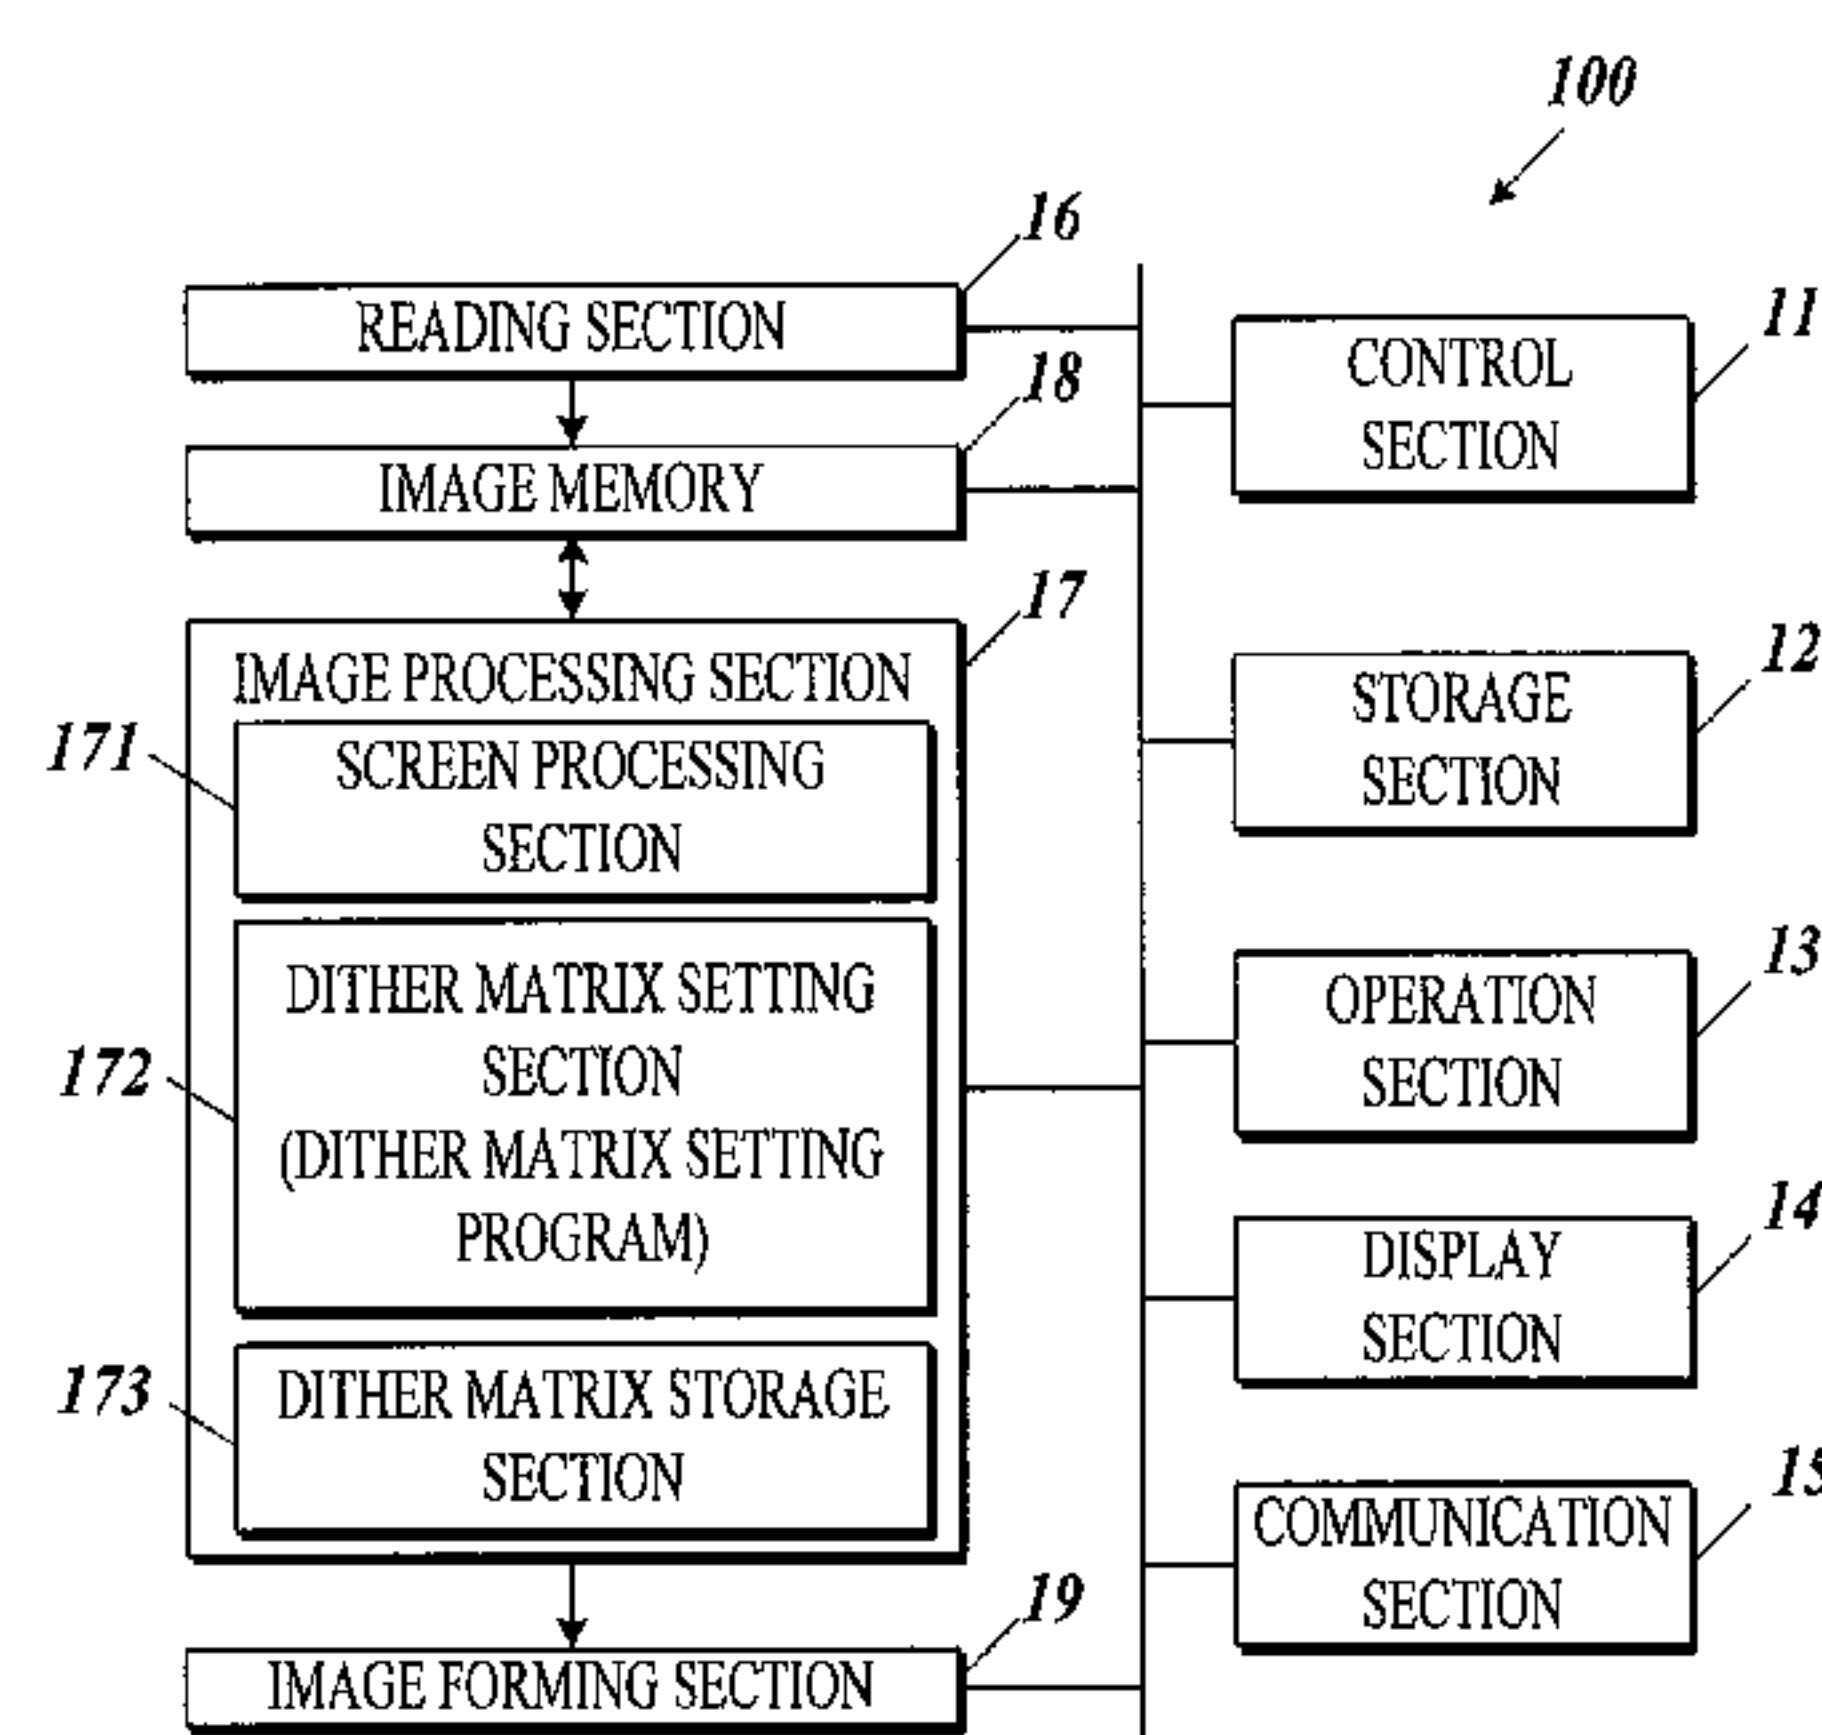 100
16
READING SECTION
18
IMAGE MEMORY
17
IMAGE PROCESSING SECTION
171
SCREEN PROCESSING
SECTION
172
DITHER MATRIX SETTING
SECTION
(DITHER MATRIX SETTING
PROGRAM)
173
DITHER MATRIX STORAGE
SECTION
19
IMAGE FORMING SECTION
11
CONTROL
SECTION
12
STORAGE
SECTION
13
OPERATION
SECTION
14
DISPLAY
SECTION
15
COMMUNICATION
SECTION